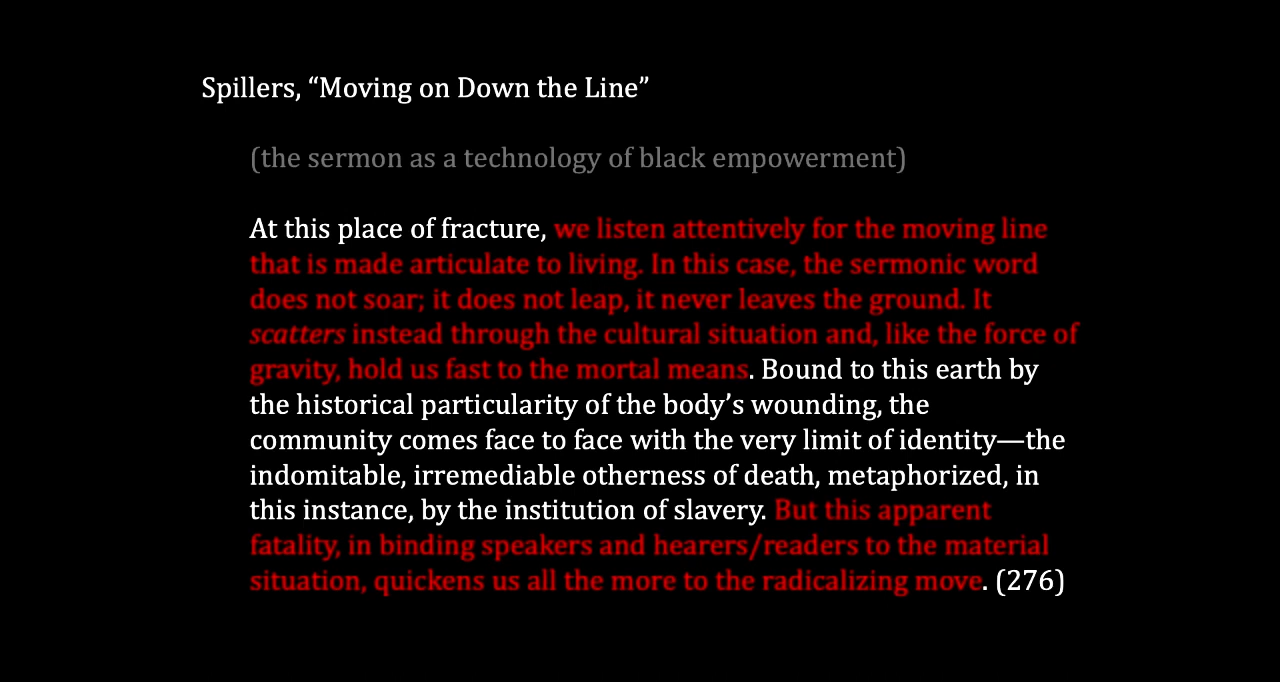 Spillers, “Moving on Down the Line”
(the sermon as a technology of black empowerment)
At this place of fracture, we listen attentively for the moving line
that is made articulate to living. In this case, the sermonic word
does not soar; it does not leap, it never leaves the ground. It
scatters instead through the cultural situation and, like the force of
gravity, hold us fast to the mortal means. Bound to this earth by
the historical particularity of the body’s wounding, the
community comes face to face with the very limit of identity—the
indomitable, irremediable otherness of death, metaphorized, in
this instance, by the institution of slavery. But this apparent
fatality, in binding speakers and hearers/readers to the material
situation, quickens us all the more to the radicalizing move. (276)